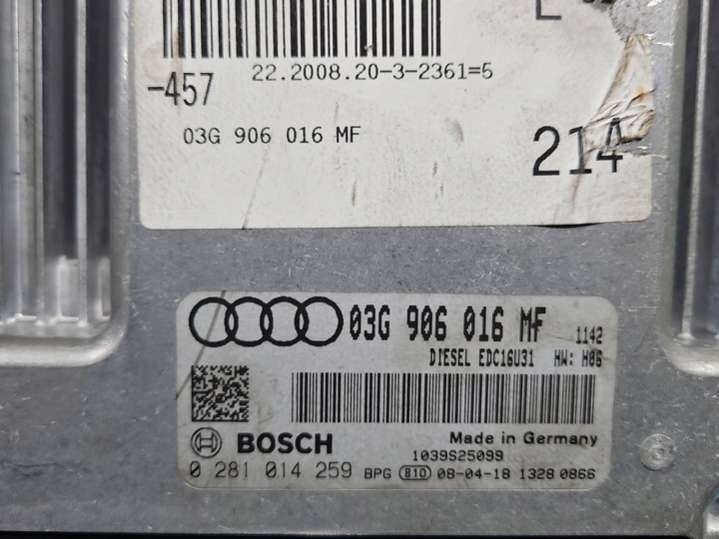 -457
22.2008.20-3-2361=5
03G 906 016 MF
214
03G 906 016 MF 1142
DIESEL EDC16U31 HW: H06
BOSCH
Made in Germany
1039S25099
0 281 014 259 BPG 810 08-04-18 1328 0866